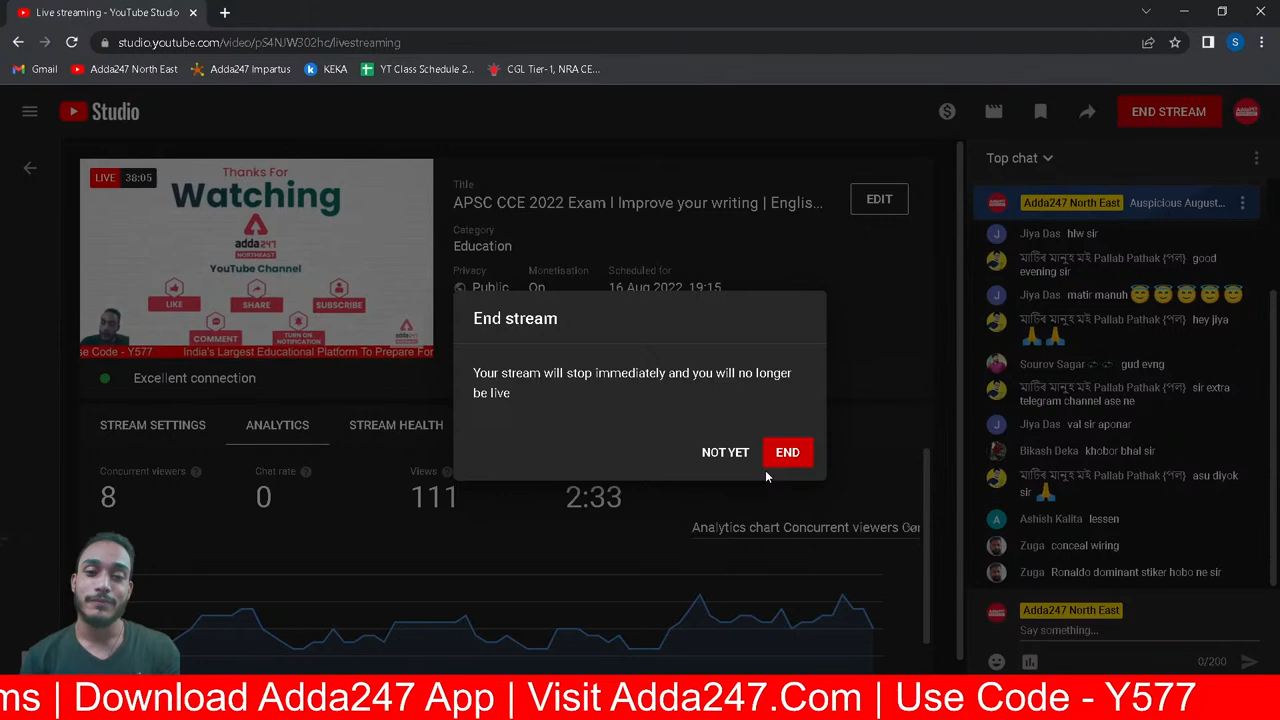 Live streaming - YouTube Studio
studio.youtube.com/video/pS4NJW302hc/livestreaming
S
Gmail
Adda247 North East
Adda247 Impartus
KEKA
YT Class Schedule 2...
CGL Tier-1, NRA CE...
Studio
END STREAM
LIVE 38:05
Thanks For
Watching
adda247
NORTHEAST
YouTube Channel
LIKE
SHARE
SUBSCRIBE
COMMENT
TURN ON
NOTIFICATION
se Code - Y577 India's Largest Educational Platform To Prepare For
Title
APSC CCE 2022 Exam I Improve your writing | Englis...
EDIT
Category
Education
Privacy
Public
Monetisation
On
Scheduled for
16 Aug 2022, 19:15
Excellent connection
STREAM SETTINGS
ANALYTICS
STREAM HEALTH
Concurrent viewers
8
Chat rate
0
Views
111
2:33
Analytics chart Concurrent viewers
End stream
Your stream will stop immediately and you will no longer
be live
NOT YET
END
Top chat
Adda247 North East Auspicious August...
J Jiya Das hlw sir
মাটিৰ মানুহ মই Pallab Pathak {পল} good
evening sir
J Jiya Das matir manuh 😇😇😇😇😇
মাটিৰ মানুহ মই Pallab Pathak {পল} hey jiya
🙏🙏
Sourov Sagar gud evng
মাটিৰ মানুহ মই Pallab Pathak {পল} sir extra
telegram channel ase ne
J Jiya Das val sir aponar
Bikash Deka khobor bhal sir
মাটিৰ মানুহ মই Pallab Pathak {পল} asu diyok
sir 🙏
A Ashish Kalita lessen
Zuga conceal wiring
Zuga Ronaldo dominant stiker hobo ne sir
Adda247 North East
Say something...
0/200
ms | Download Adda247 App | Visit Adda247.Com | Use Code - Y577